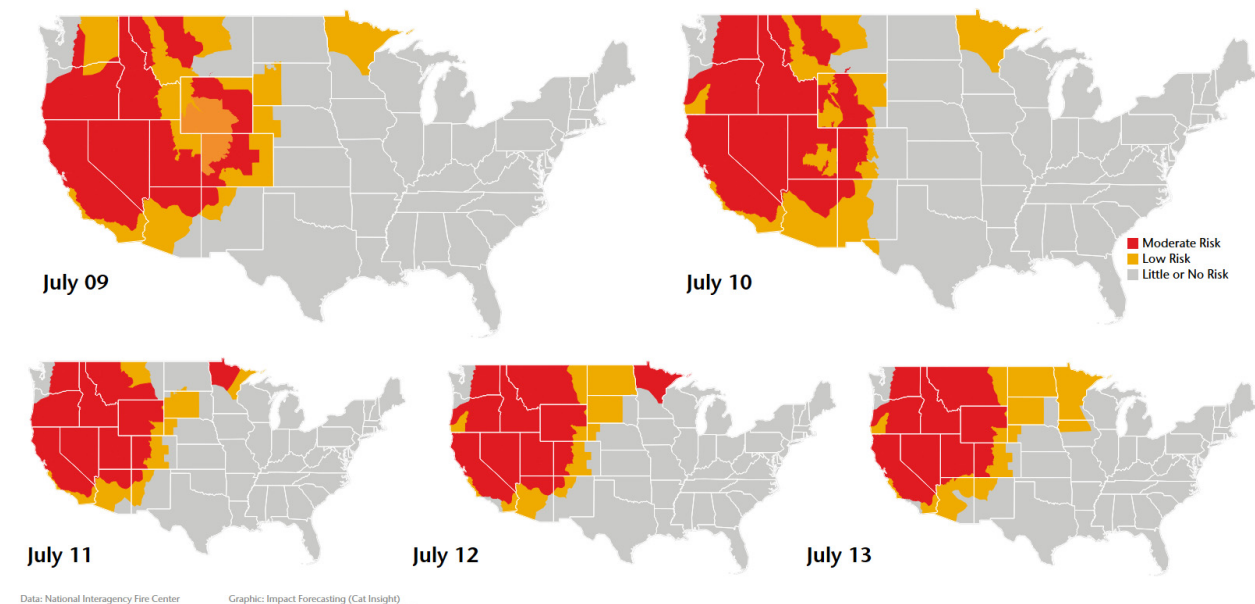 July 09
July 10
Moderate Risk
Low Risk
Little or No Risk
July 11
July 12
July 13
Data: National Interagency Fire Center
Graphic: Impact Forecasting (Cat Insight)